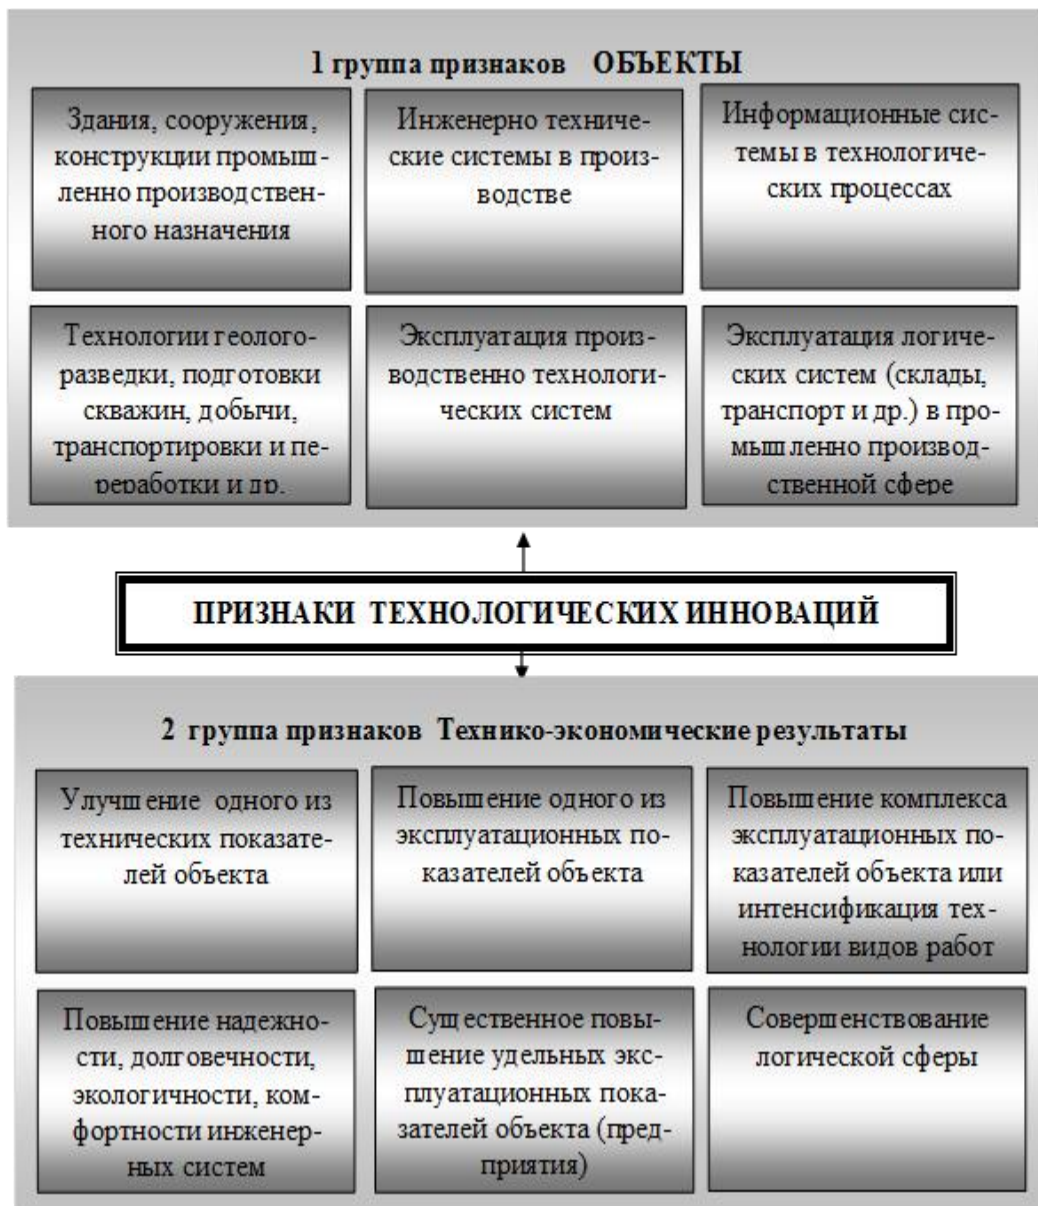 1 группа признаков ОБЪЕКТЫ
Здания, сооружения,
конструкции промыш-
ленно производствен-
ного назначения
Инженерно техниче-
ские системы в произ-
водстве
Информационные сис-
темы в технологиче-
ских процессах
Технологии геолого-
разведки, подготовки
скважин, добычи,
транспортировки и пе-
реработки и др.
Эксплуатация произ-
водственно технологи-
ческих систем
Эксплуатация логиче-
ских систем (склады,
транспорт и др.) в про-
мышленно производ-
ственной сфере
ПРИЗНАКИ ТЕХНОЛОГИЧЕСКИХ ИННОВАЦИЙ
2 группа признаков Технико-экономические результаты
Улучшение одного из
технических показате-
лей объекта
Повышение одного из
эксплуатационных по-
казателей объекта
Повышение комплекса
эксплуатационных по-
казателей объекта или
интенсификация тех-
нологии видов работ
Повышение надежно-
сти, долговечности,
экологичности, ком-
фортности инженер-
ных систем
Существенное повы-
шение удельных экс-
плуатационных пока-
зателей объекта (пред-
приятия)
Совершенствование
логической сферы